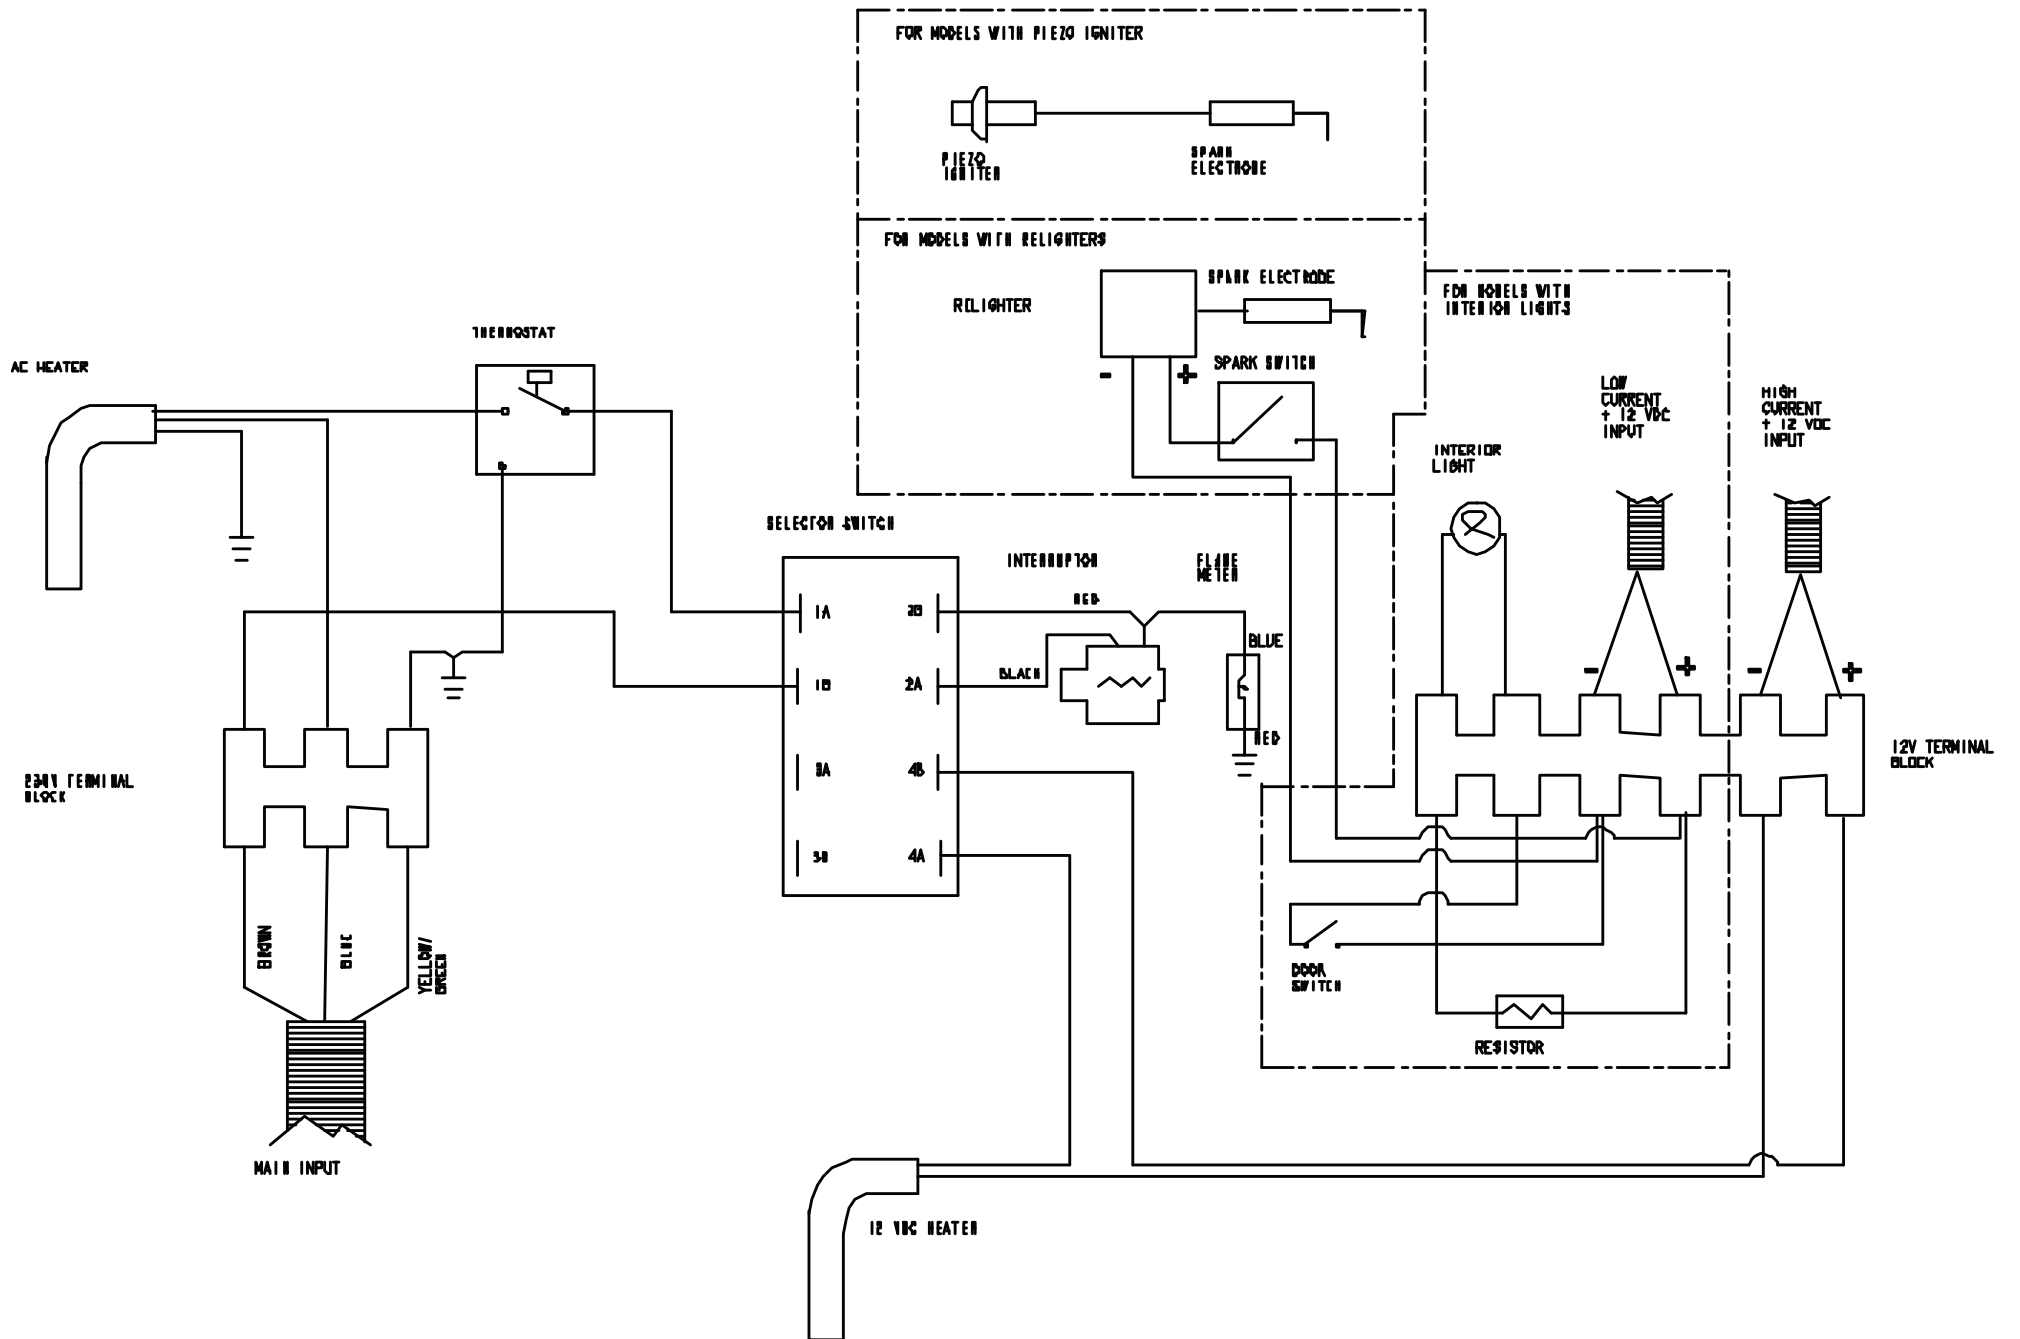 FOR MODELS WITH PIEZO IGNITER
PIEZO
IGNITER
SPARK
ELECTRODE
FOR MODELS WITH RELIGHTERS
SPARK ELECTRODE
RELIGHTER
FOR MODELS WITH
INTERIOR LIGHTS
THERMOSTAT
AC HEATER
-
+
SPARK SWITCH
LOW
CURRENT
+ 12 VDC
INPUT
HIGH
CURRENT
+ 12 VDC
INPUT
INTERIOR
LIGHT
SELECTOR SWITCH
INTERRUPTOR
FLAME
METER
RED
1A
2B
BLUE
BLACK
1B
2A
-
+
-
+
RED
230V TERMINAL
BLOCK
3A
4B
12V TERMINAL
BLOCK
3B
4A
BROWN
BLUE
YELLOW/
GREEN
DOOR
SWITCH
RESISTOR
MAIN INPUT
12 VDC HEATER